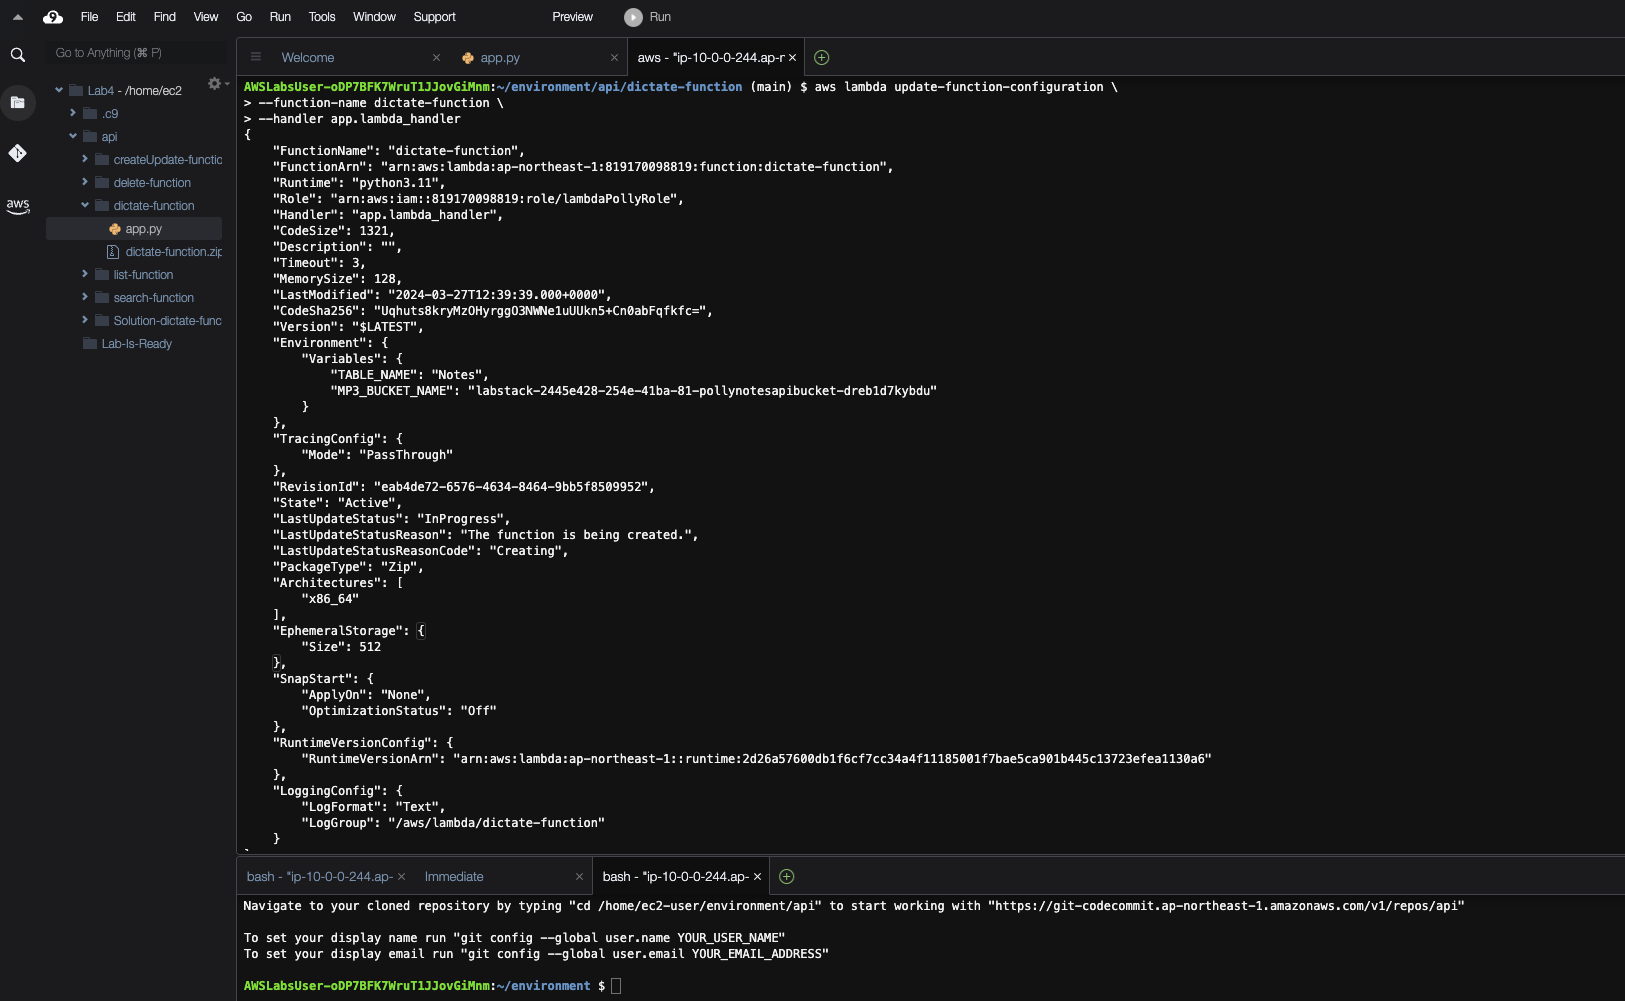 File Edit Find View Go Run Tools Window Support Preview Run
Go to Anything (⌘ P)
Welcome
app.py
aws - "ip-10-0-0-244.ap-r
Lab4 - /home/ec2
.c9
api
createUpdate-functic
delete-function
dictate-function
app.py
dictate-function.zip
list-function
search-function
Solution-dictate-func
Lab-Is-Ready
aws
AWSLabsUser-oDP7BFK7WruT1JJovGiMnm:~/environment/api/dictate-function (main) $ aws lambda update-function-configuration \
> --function-name dictate-function \
> --handler app.lambda_handler
{
    "FunctionName": "dictate-function",
    "FunctionArn": "arn:aws:lambda:ap-northeast-1:819170098819:function:dictate-function",
    "Runtime": "python3.11",
    "Role": "arn:aws:iam::819170098819:role/lambdaPollyRole",
    "Handler": "app.lambda_handler",
    "CodeSize": 1321,
    "Description": "",
    "Timeout": 3,
    "MemorySize": 128,
    "LastModified": "2024-03-27T12:39:39.000+0000",
    "CodeSha256": "Uqhuts8kryMzOHyrggO3NWNe1uUUkn5+Cn0abFqfkfc=",
    "Version": "$LATEST",
    "Environment": {
        "Variables": {
            "TABLE_NAME": "Notes",
            "MP3_BUCKET_NAME": "labstack-2445e428-254e-41ba-81-pollynotesapibucket-dreb1d7kybdu"
        }
    },
    "TracingConfig": {
        "Mode": "PassThrough"
    },
    "RevisionId": "eab4de72-6576-4634-8464-9bb5f8509952",
    "State": "Active",
    "LastUpdateStatus": "InProgress",
    "LastUpdateStatusReason": "The function is being created.",
    "LastUpdateStatusReasonCode": "Creating",
    "PackageType": "Zip",
    "Architectures": [
        "x86_64"
    ],
    "EphemeralStorage": {
        "Size": 512
    },
    "SnapStart": {
        "ApplyOn": "None",
        "OptimizationStatus": "Off"
    },
    "RuntimeVersionConfig": {
        "RuntimeVersionArn": "arn:aws:lambda:ap-northeast-1::runtime:2d26a57600db1f6cf7cc34a4f11185001f7bae5ca901b445c13723efea1130a6"
    },
    "LoggingConfig": {
        "LogFormat": "Text",
        "LogGroup": "/aws/lambda/dictate-function"
    }
bash - "ip-10-0-0-244.ap-
Immediate
bash - "ip-10-0-0-244.ap-
Navigate to your cloned repository by typing "cd /home/ec2-user/environment/api" to start working with "https://git-codecommit.ap-northeast-1.amazonaws.com/v1/repos/api"
To set your display name run "git config --global user.name YOUR_USER_NAME"
To set your display email run "git config --global user.email YOUR_EMAIL_ADDRESS"
AWSLabsUser-oDP7BFK7WruT1JJovGiMnm:~/environment $